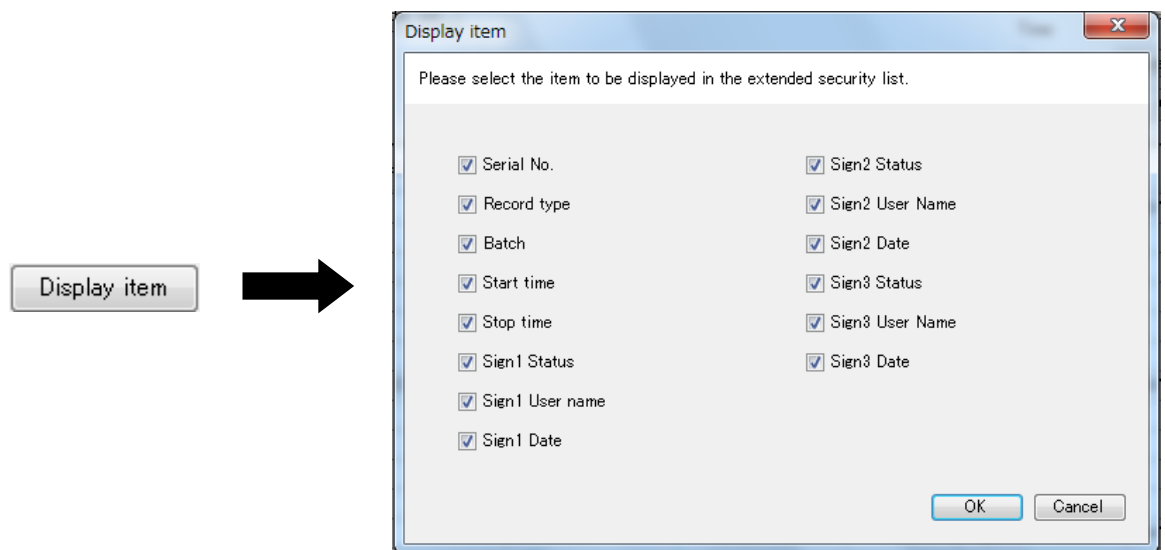 Display item
Display item
Please select the item to be displayed in the extended security list.
Serial No.
Record type
Batch
Start time
Stop time
Sign1 Status
Sign1 User name
Sign1 Date
Sign2 Status
Sign2 User Name
Sign2 Date
Sign3 Status
Sign3 User Name
Sign3 Date
OK
Cancel